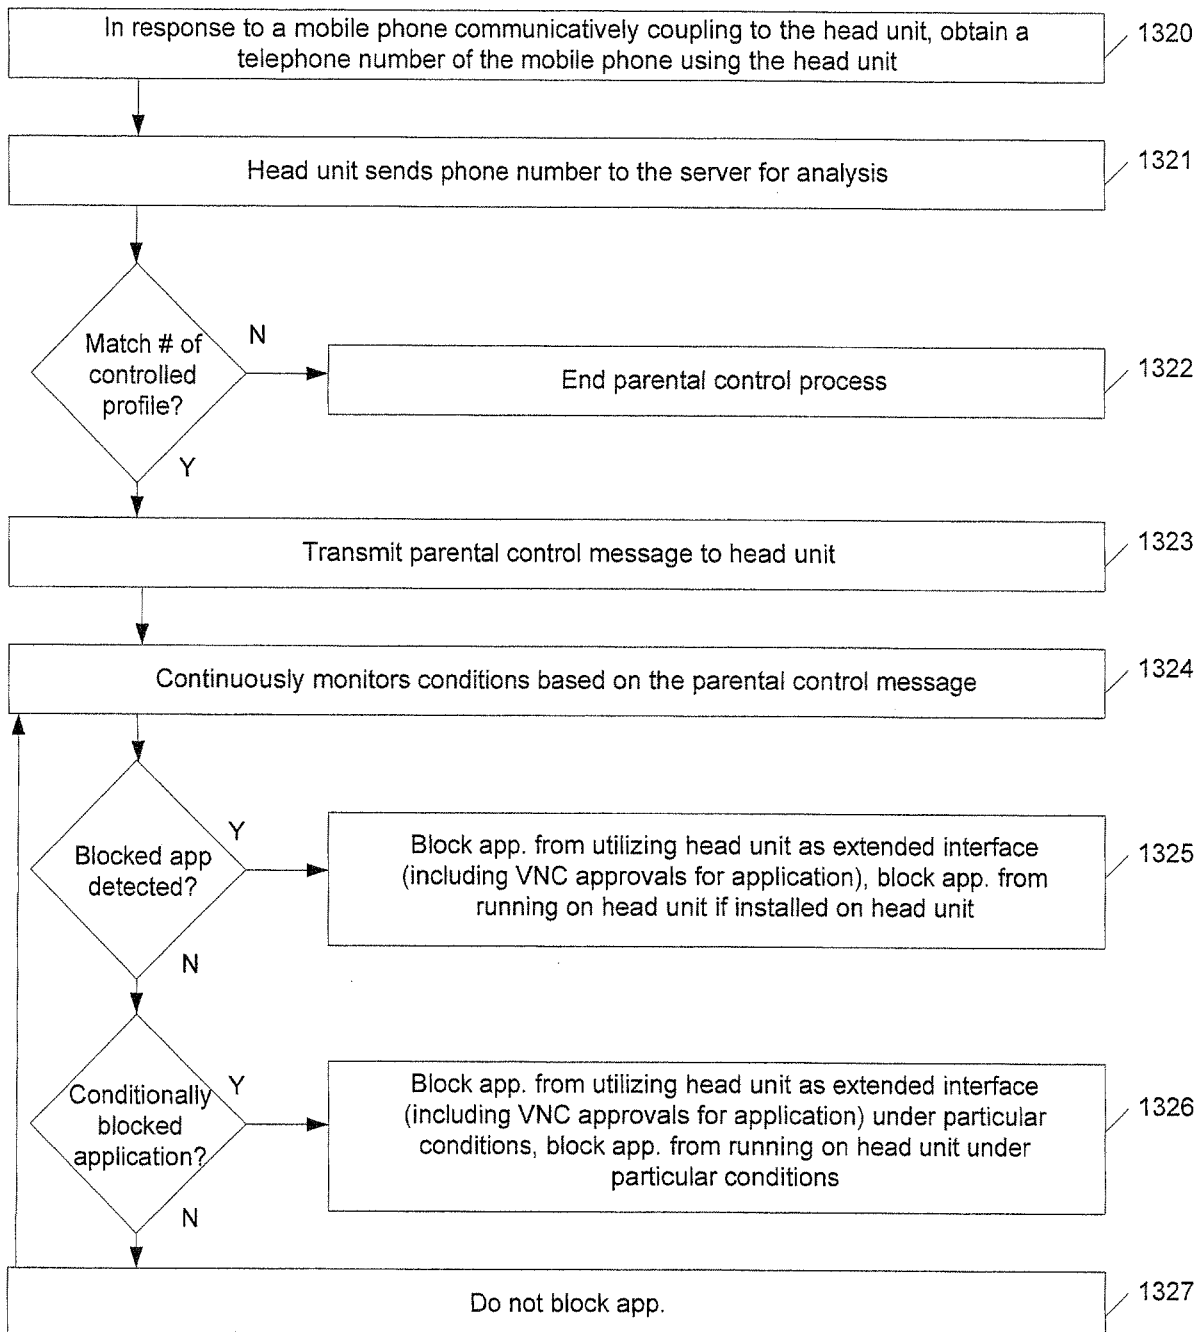 In response to a mobile phone communicatively coupling to the head unit, obtain a
telephone number of the mobile phone using the head unit
1320
Head unit sends phone number to the server for analysis
1321
Match # of
controlled
profile?
N
Y
End parental control process
1322
Transmit parental control message to head unit
1323
Continuously monitors conditions based on the parental control message
1324
Blocked app
detected?
Y
N
Block app. from utilizing head unit as extended interface
(including VNC approvals for application), block app. from
running on head unit if installed on head unit
1325
Conditionally
blocked
application?
Y
N
Block app. from utilizing head unit as extended interface
(including VNC approvals for application) under particular
conditions, block app. from running on head unit under
particular conditions
1326
Do not block app.
1327